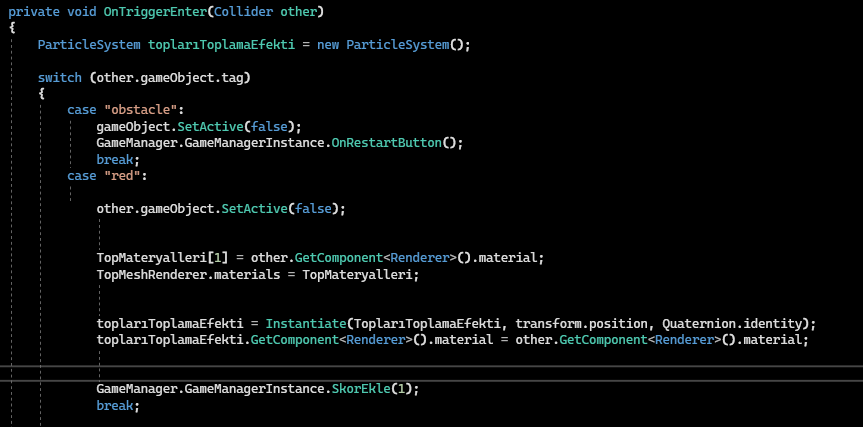 private void OnTriggerEnter(Collider other)
{
ParticleSystem toplarıToplamaEfekti = new ParticleSystem();
switch (other.gameObject.tag)
{
case "obstacle":
gameObject.SetActive(false);
GameManager.GameManagerInstance.OnRestartButton();
break;
case "red":
other.gameObject.SetActive(false);
TopMateryalleri[1] = other.GetComponent<Renderer>().material;
TopMeshRenderer.materials = TopMateryalleri;
toplarıToplamaEfekti = Instantiate(ToplarıToplamaEfekti, transform.position, Quaternion.identity);
toplarıToplamaEfekti.GetComponent<Renderer>().material = other.GetComponent<Renderer>().material;
GameManager.GameManagerInstance.SkorEkle(1);
break;